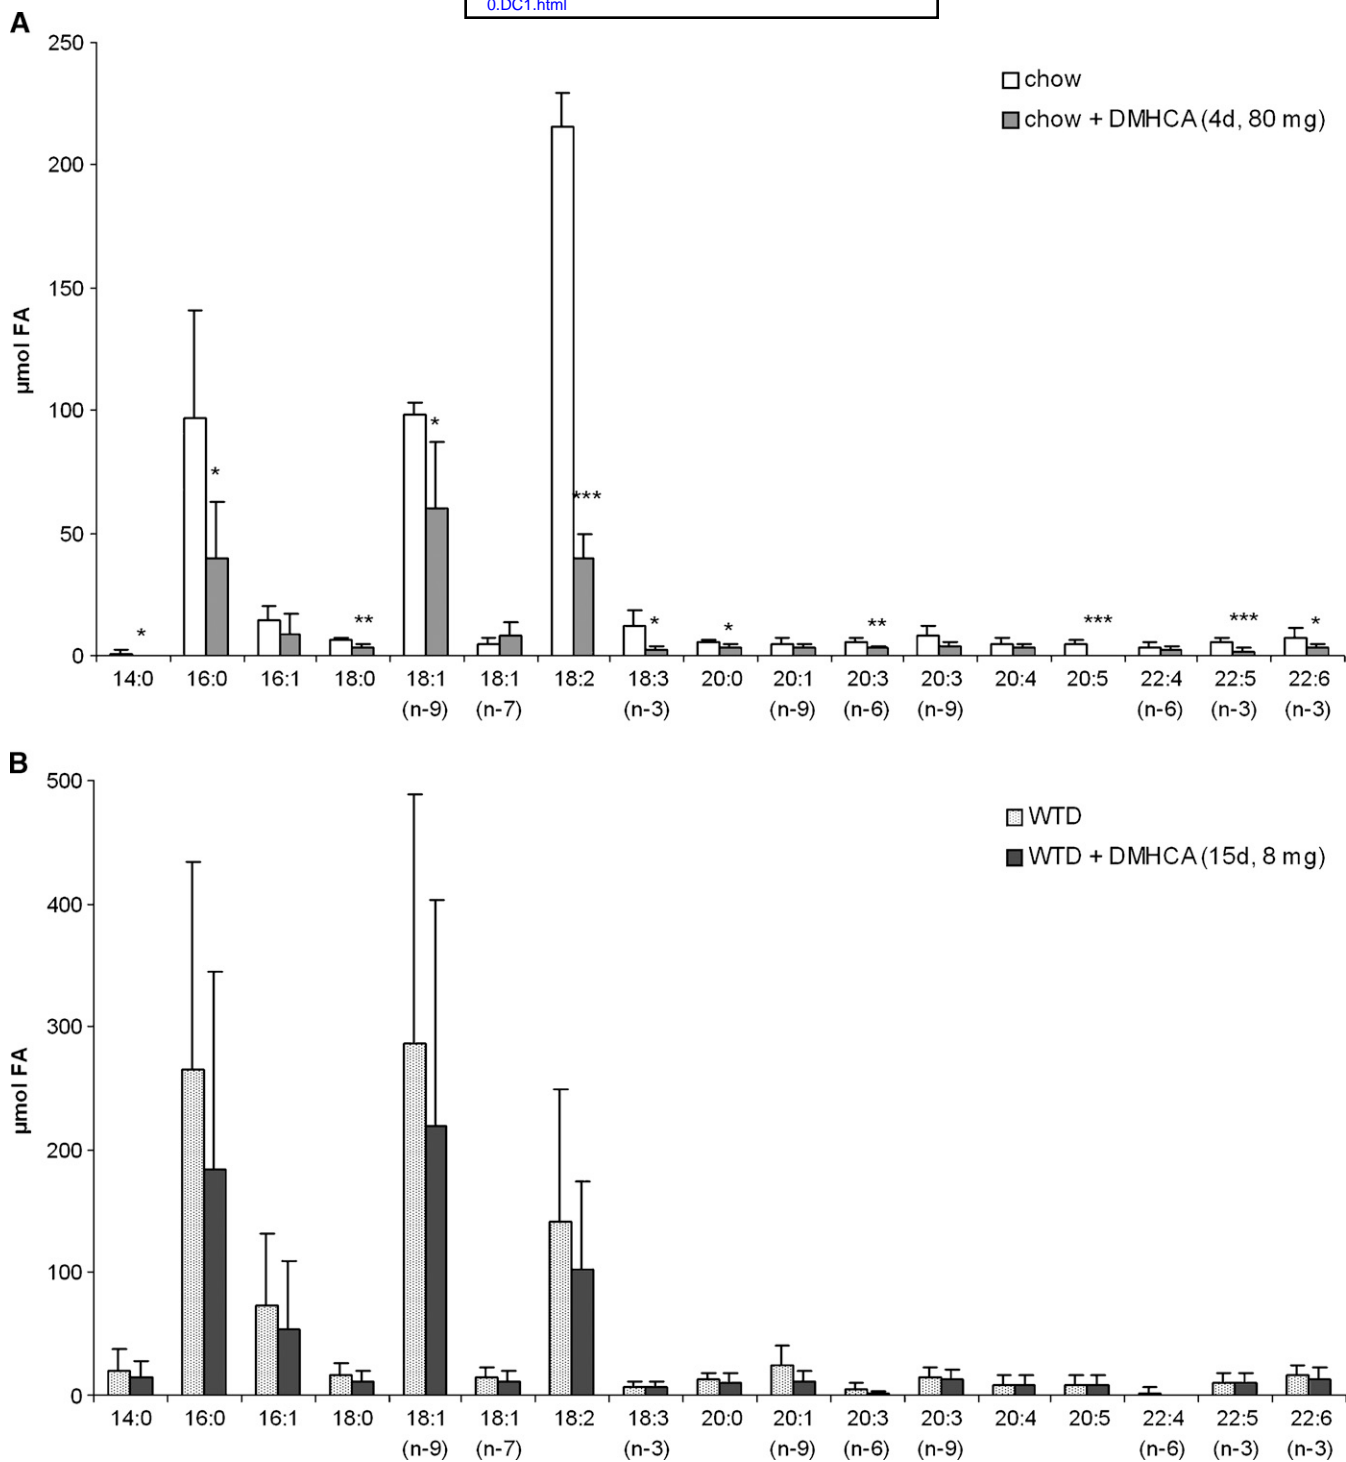 0.DC1.html
A
250
chow
chow + DMHCA (4d, 80 mg)
200
150
µmol FA
100
50
0
*
*
**
*
***
*
*
**
***
***
*
14:0 16:0 16:1 18:0 18:1 18:1 18:2 18:3 20:0 20:1 20:3 20:3 20:4 20:5 22:4 22:5 22:6
(n-9) (n-7) (n-3) (n-9) (n-6) (n-9) (n-6) (n-3) (n-3)
B
500
WTD
WTD + DMHCA (15d, 8 mg)
400
300
µmol FA
200
100
0
14:0 16:0 16:1 18:0 18:1 18:1 18:2 18:3 20:0 20:1 20:3 20:3 20:4 20:5 22:4 22:5 22:6
(n-9) (n-7) (n-3) (n-9) (n-6) (n-9) (n-6) (n-3) (n-3)